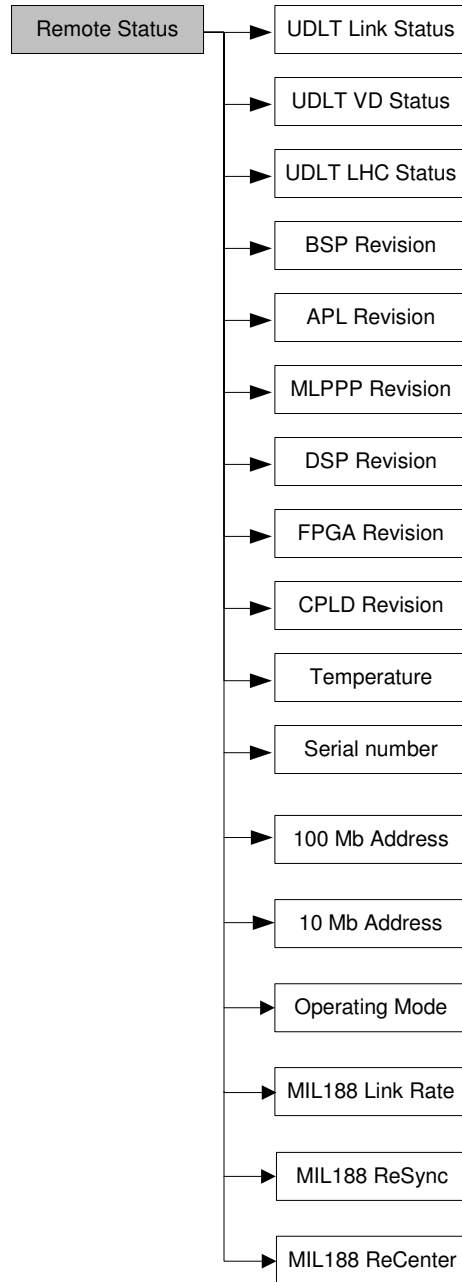 Remote Status
UDLT Link Status
UDLT VD Status
UDLT LHC Status
BSP Revision
APL Revision
MLPPP Revision
DSP Revision
FPGA Revision
CPLD Revision
Temperature
Serial number
100 Mb Address
10 Mb Address
Operating Mode
MIL188 Link Rate
MIL188 ReSync
MIL188 ReCenter